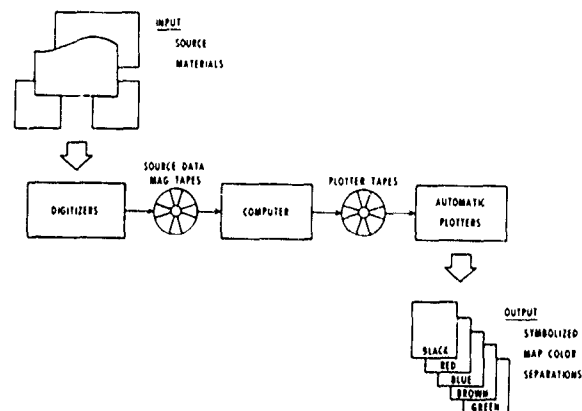 INPUT
SOURCE
MATERIALS
SOURCE DATA
MAG TAPES
PLOTTER TAPES
DIGITIZERS
COMPUTER
AUTOMATIC
PLOTTERS
OUTPUT
SYMBOLIZED
MAP COLOR
SEPARATIONS
BLACK
RED
BLUE
BROWN
GREEN